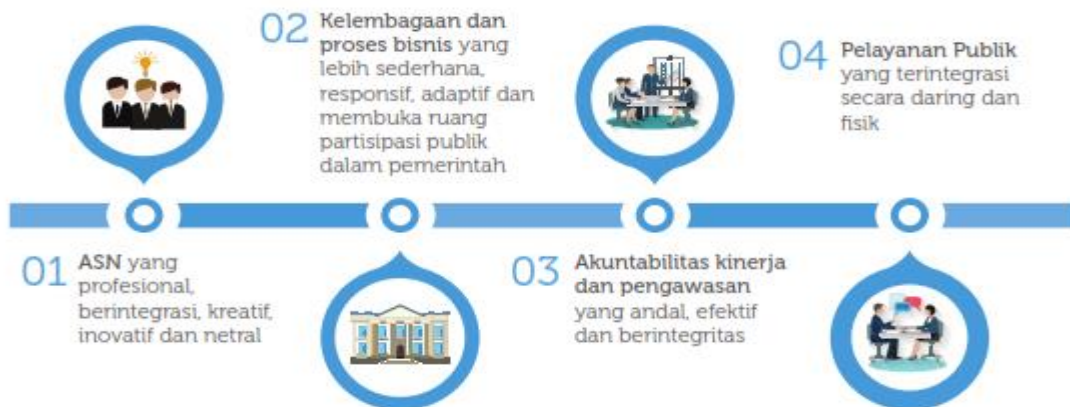 01 ASN yang
profesional,
berintegrasi, kreatif,
inovatif dan netral
02 Kelembagaan dan
proses bisnis yang
lebih sederhana,
responsif, adaptif dan
membuka ruang
partisipasi publik
dalam pemerintah
03 Akuntabilitas kinerja
dan pengawasan
yang andal, efektif
dan berintegritas
04 Pelayanan Publik
yang terintegrasi
secara daring dan
fisik